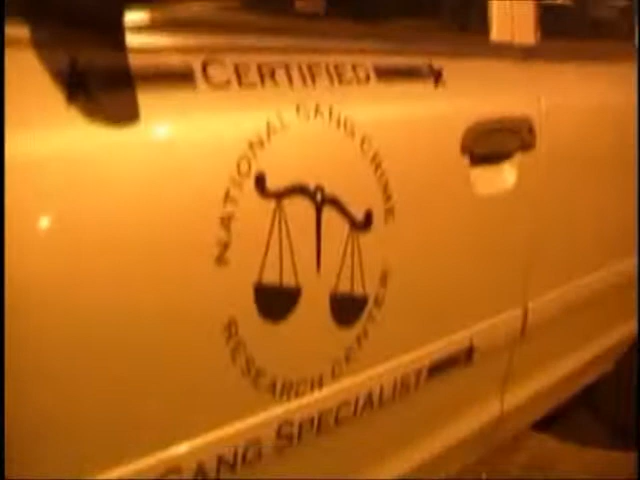 CERTIFIED
NATIONAL GANG CRIME
RESEARCH CENTER
GANG SPECIALIST